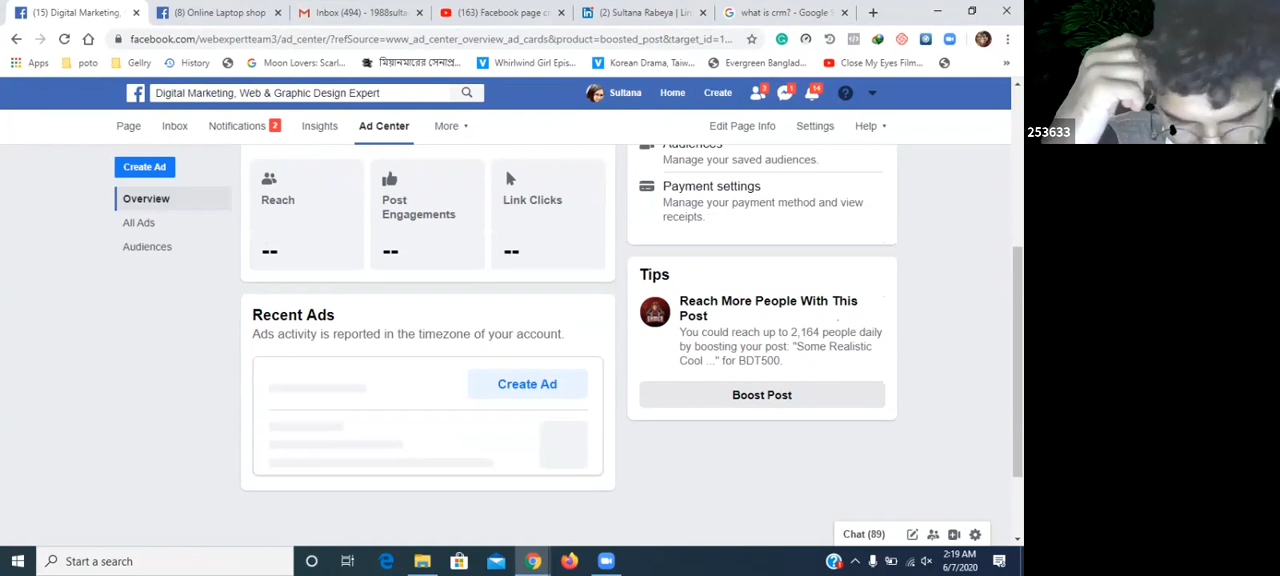 (15) Digital Marketing,
(8) Online Laptop shop
Inbox (494) - 1988sulta
(163) Facebook page c
(2) Sultana Rabeya | Lin
what is crm? - Google S
facebook.com/webexpertteam3/ad_center/?refSource=www_ad_center_overview_ad_cards&product=boosted_post&target_id=1...
Apps
poto
Gellry
History
Moon Lovers: Scarl...
মিয়ানমারের সেনাপ্র...
Whirlwind Girl Epis...
Korean Drama, Taiw...
Evergreen Banglad...
Close My Eyes Film...
»
Digital Marketing, Web & Graphic Design Expert
Sultana
Home
Create
3
1
14
253633
Page
Inbox
Notifications 2
Insights
Ad Center
More
Edit Page Info
Settings
Help
Create Ad
Overview
All Ads
Audiences
Reach
--
Post
Engagements
--
Link Clicks
--
Audiences
Manage your saved audiences.
Payment settings
Manage your payment method and view
receipts.
Recent Ads
Ads activity is reported in the timezone of your account.
Create Ad
Tips
Reach More People With This
Post
You could reach up to 2,164 people daily
by boosting your post: "Some Realistic
Cool ..." for BDT500.
Boost Post
Chat (89)
Start a search
2:19 AM
6/7/2020